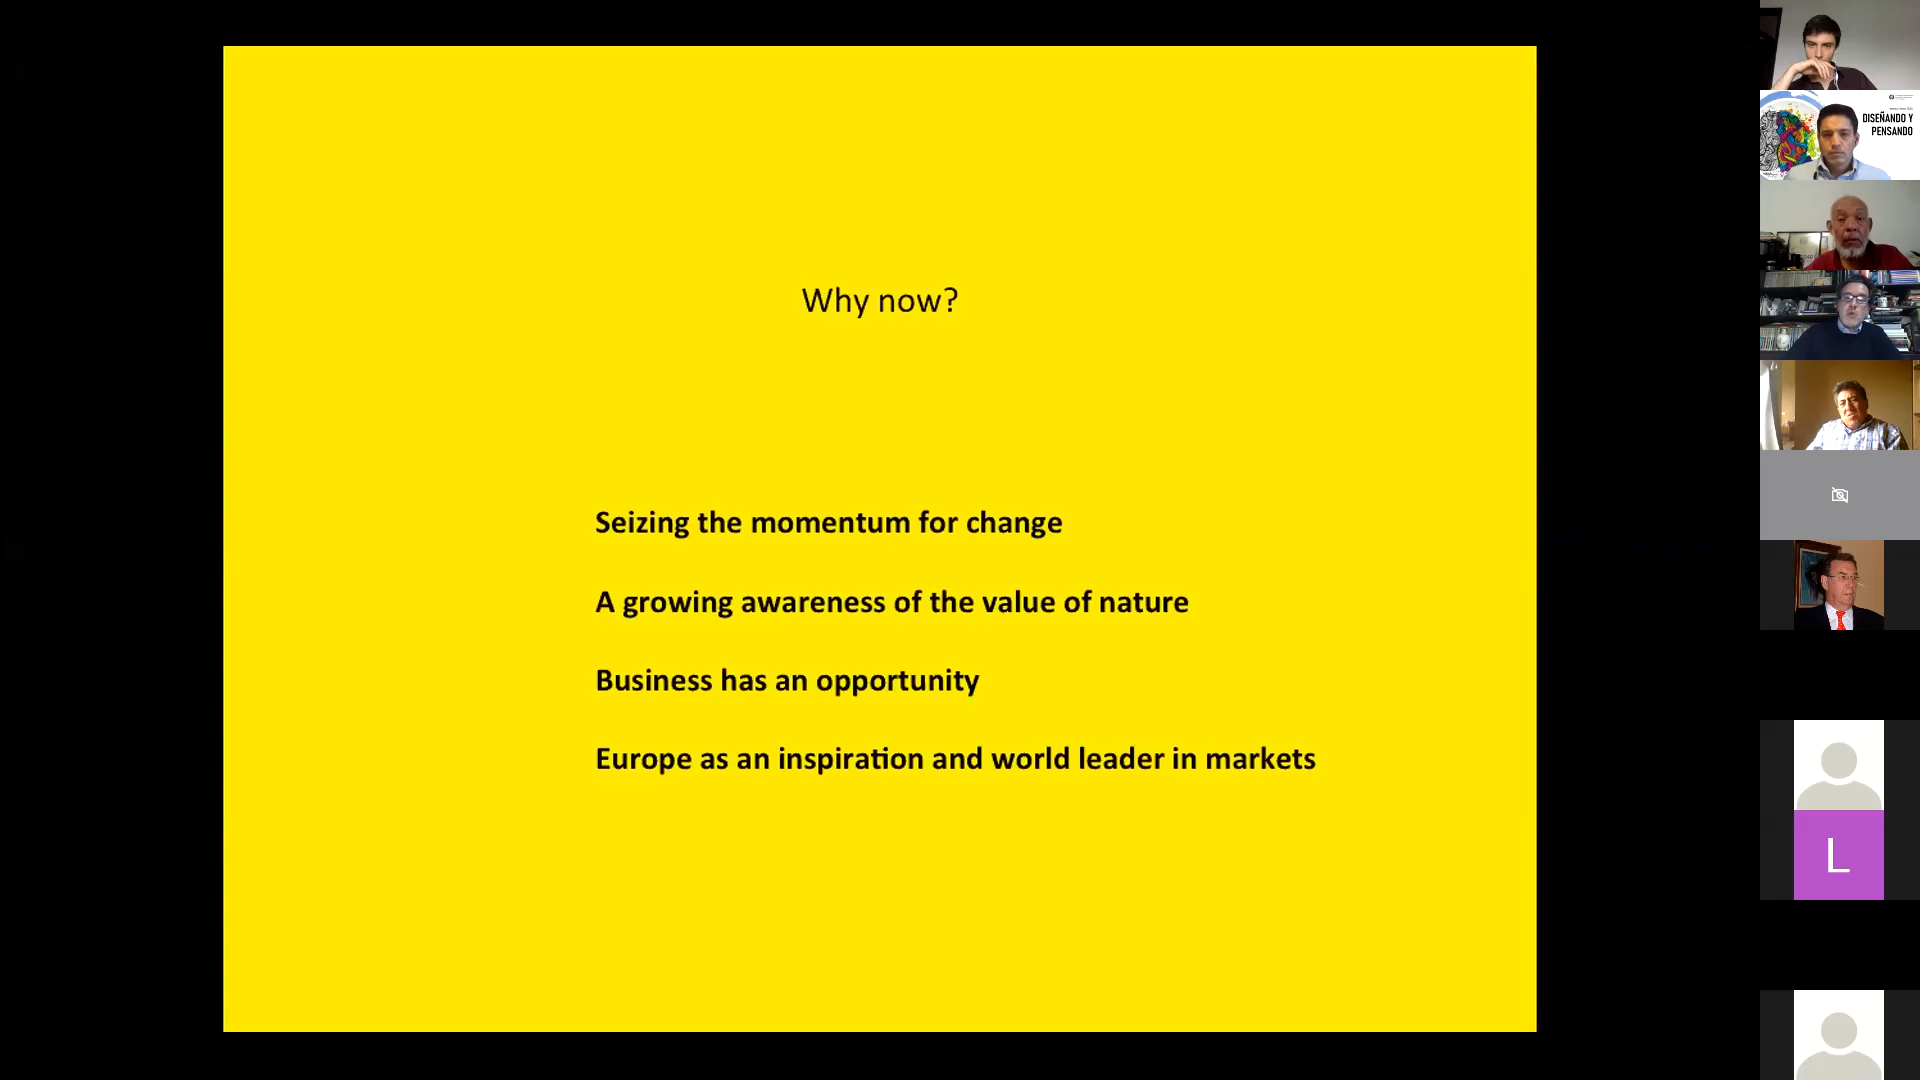 Why now?
Seizing the momentum for change
A growing awareness of the value of nature
Business has an opportunity
Europe as an inspiration and world leader in markets
DISEÑANDO Y
PENSANDO
L